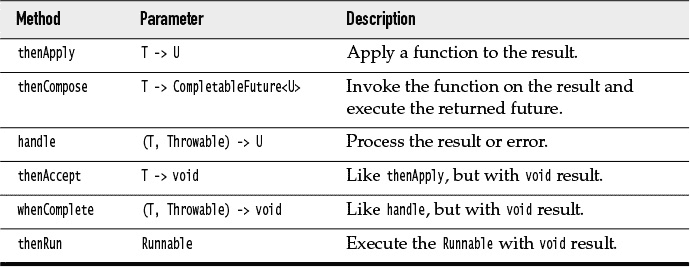 Method Parameter Description
thenApply T -> U Apply a function to the result.
thenCompose T -> CompletableFuture<U> Invoke the function on the result and
execute the returned future.
handle (T, Throwable) -> U Process the result or error.
thenAccept T -> void Like thenApply, but with void result.
whenComplete (T, Throwable) -> void Like handle, but with void result.
thenRun Runnable Execute the Runnable with void result.